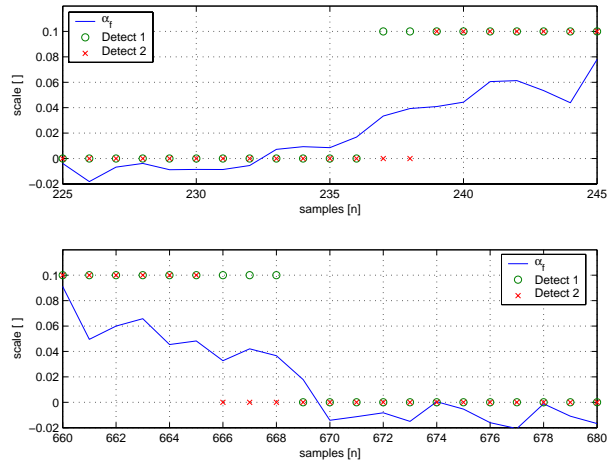 α_f
Detect 1
Detect 2
0.1
0.08
0.06
0.04
0.02
0
−0.02
scale [ ]
225 230 235 240 245
samples [n]
α_f
Detect 1
Detect 2
0.1
0.08
0.06
0.04
0.02
0
−0.02
scale [ ]
660 662 664 666 668 670 672 674 676 678 680
samples [n]